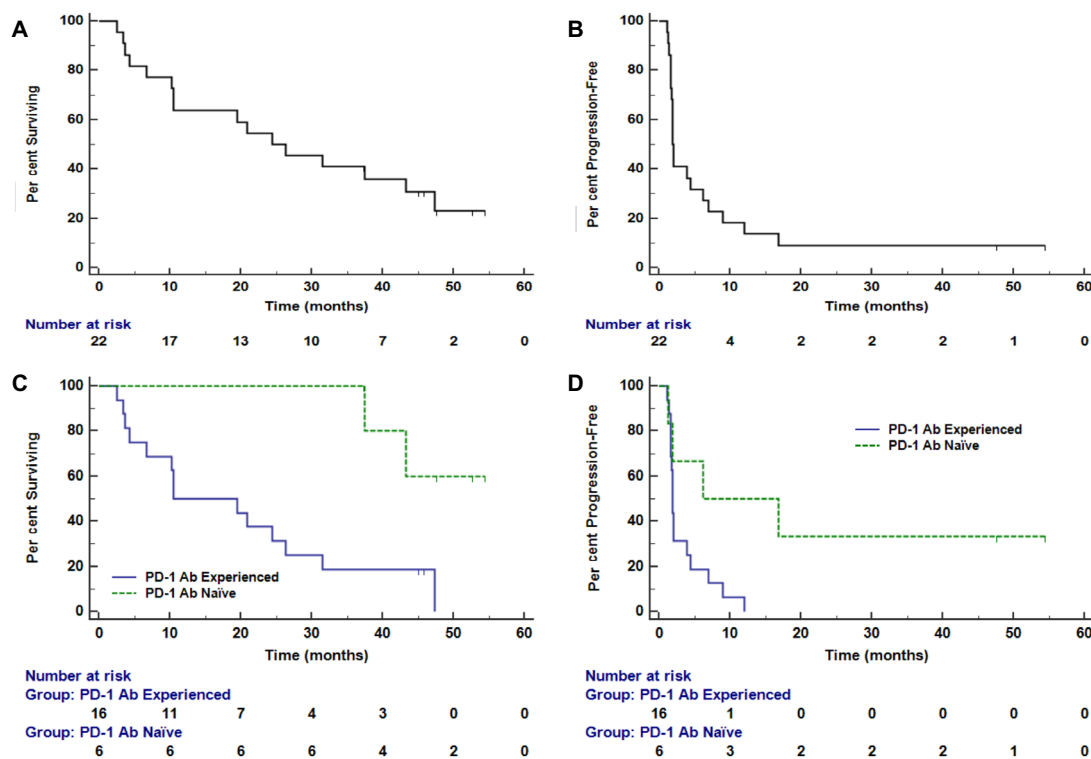 A
Per cent Surviving
100
80
60
40
20
0
0 10 20 30 40 50 60
Time (months)
Number at risk
22 17 13 10 7 2 0
B
Per cent Progression-Free
100
80
60
40
20
0
0 10 20 30 40 50 60
Time (months)
Number at risk
22 4 2 2 2 1 0
C
Per cent Surviving
100
80
60
40
20
0
PD-1 Ab Experienced
PD-1 Ab Naïve
0 10 20 30 40 50 60
Time (months)
Number at risk
Group: PD-1 Ab Experienced
16 11 7 4 3 0 0
Group: PD-1 Ab Naïve
6 6 6 6 4 2 0
D
Per cent Progression-Free
100
80
60
40
20
0
PD-1 Ab Experienced
PD-1 Ab Naïve
0 10 20 30 40 50 60
Time (months)
Number at risk
Group: PD-1 Ab Experienced
16 1 0 0 0 0 0
Group: PD-1 Ab Naïve
6 3 2 2 2 1 0